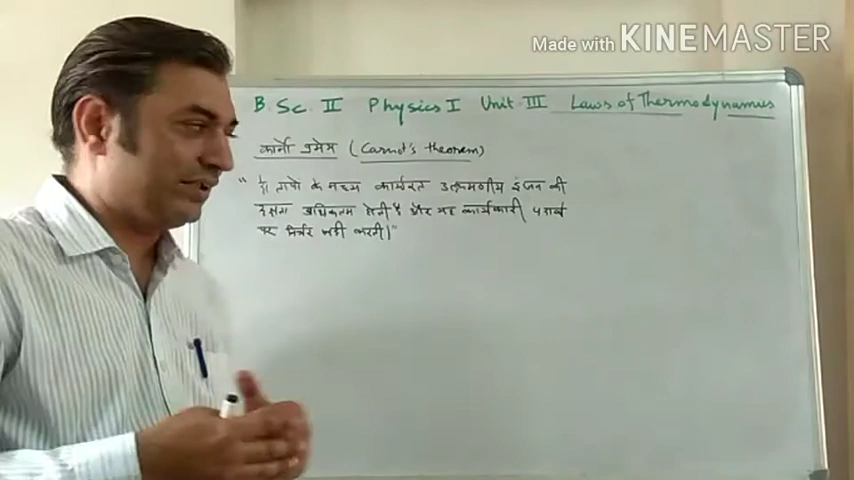 Made with KINEMASTER
B. Sc. II Physics I Unit III Laws of Thermodynamics
कार्नो प्रमेय (Carnot's theorem)
" दो तापों के मध्य कार्यरत उत्क्रमणीय इंजन की
दक्षता अधिकतम होती है और यह कार्यकारी पदार्थ
पर निर्भर नहीं करती।"